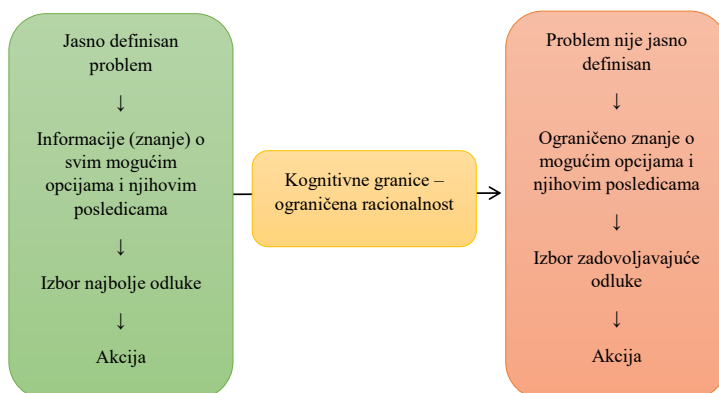 Jasno definisan
problem
↓
Informacije (znanje) o
svim mogućim
opcijama i njihovim
posledicama
↓
Izbor najbolje odluke
↓
Akcija
Kognitivne granice –
ograničena racionalnost
Problem nije jasno
definisan
↓
Ograničeno znanje o
mogućim opcijama i
njihovim posledicama
↓
Izbor zadovoljavajuće
odluke
↓
Akcija